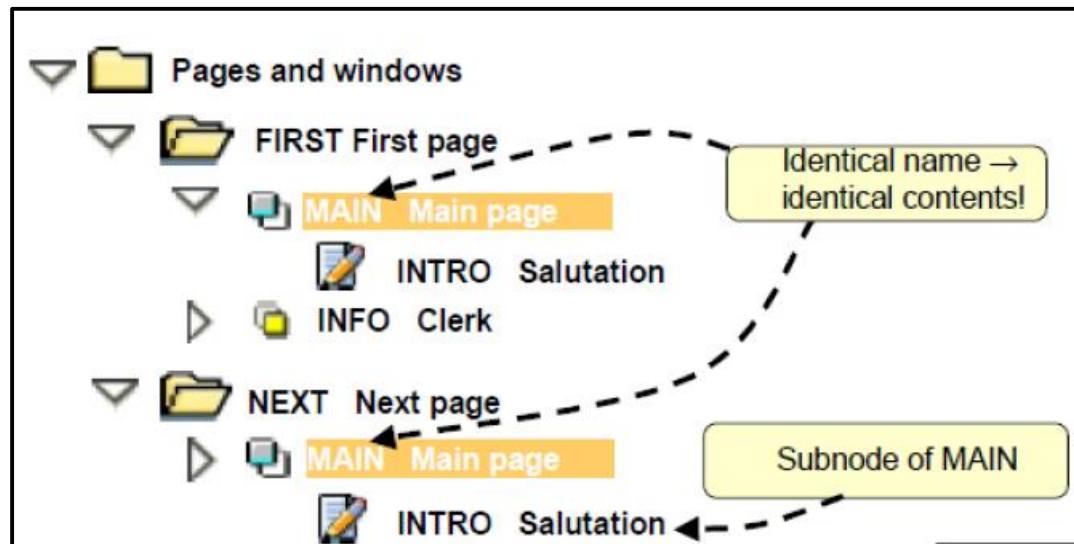 Pages and windows
FIRST First page
Identical name →
identical contents!
MAIN Main page
INTRO Salutation
INFO Clerk
NEXT Next page
MAIN Main page
Subnode of MAIN
INTRO Salutation